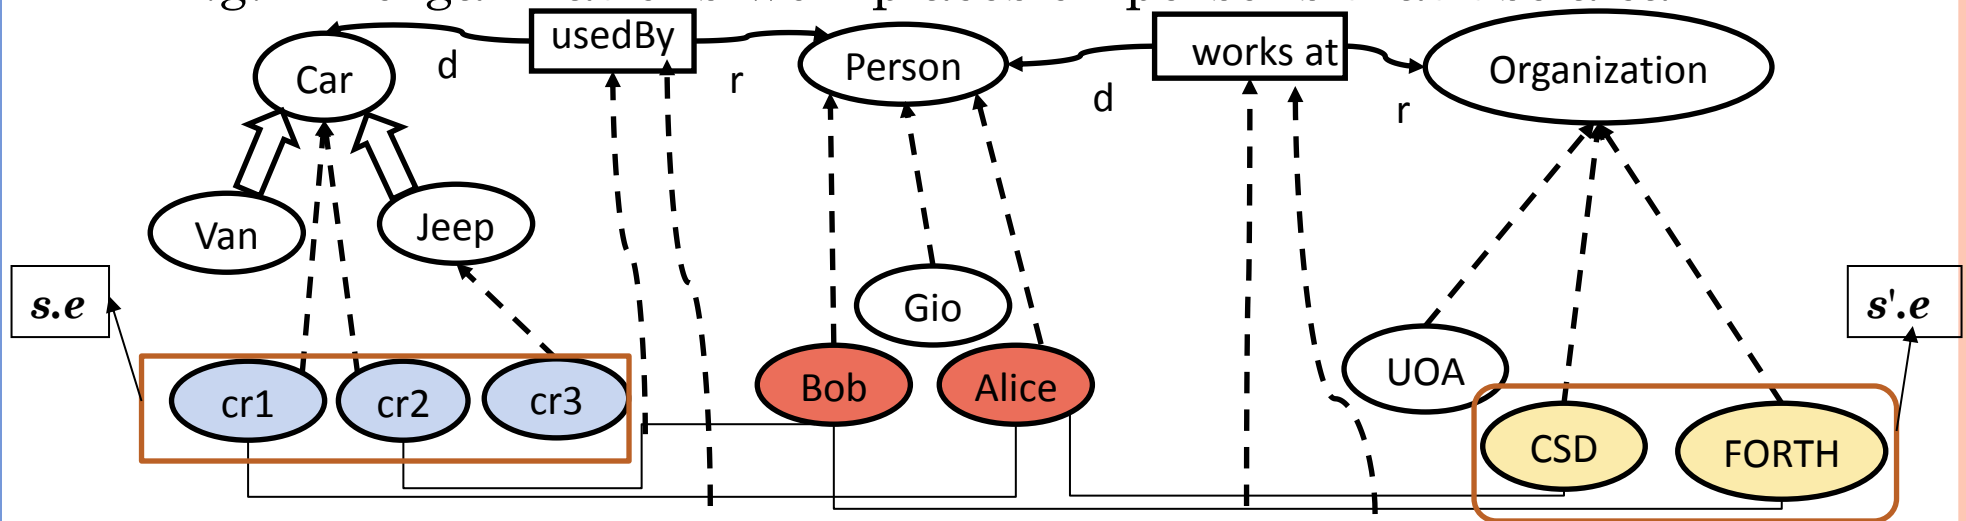 usedBy
works at
Car
Person
Organization
d
r
d
r
Van
Jeep
s.e
Gio
s'.e
UOA
cr1
cr2
cr3
Bob
Alice
CSD
FORTH